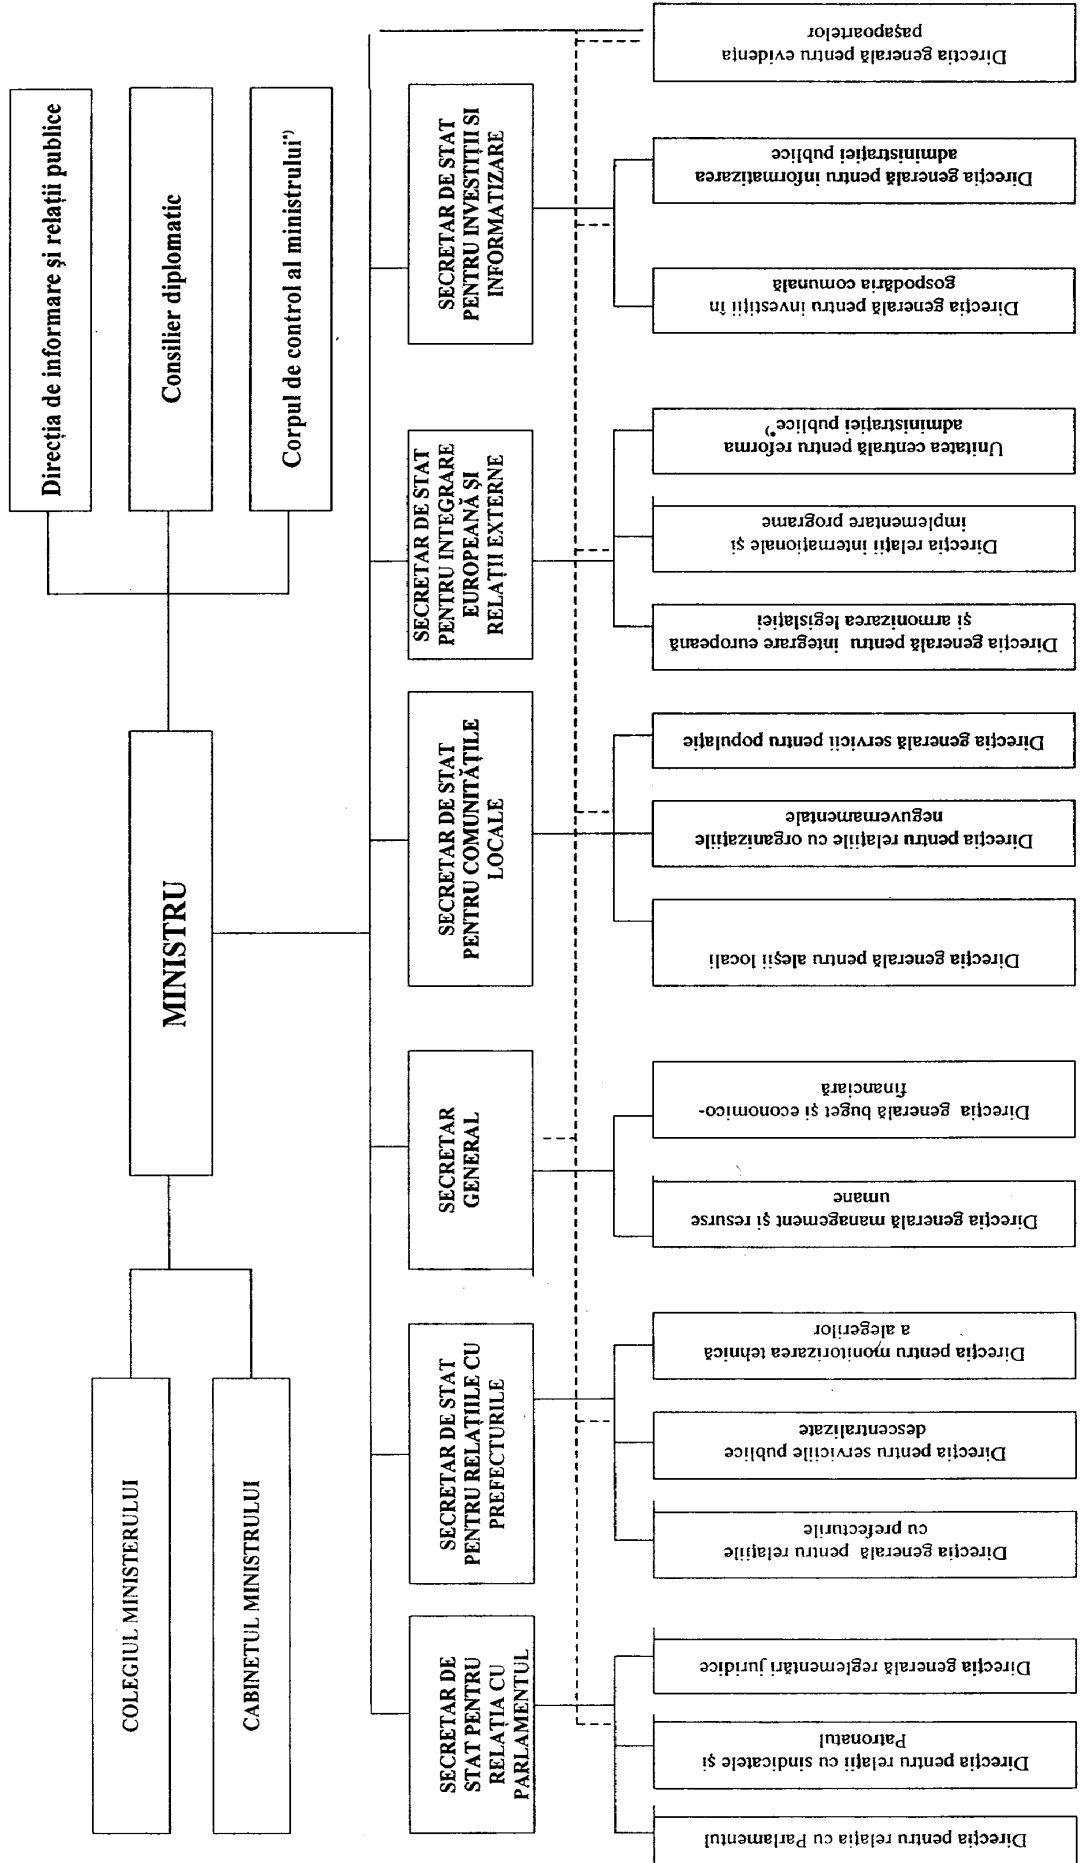 Direcția de informare și relații publice
Consilier diplomatic
Corpul de control al ministrului*)
MINISTRU
COLEGIUL MINISTERULUI
CABINETUL MINISTRULUI
SECRETAR DE
STAT PENTRU
RELAȚIA CU
PARLAMENTUL
SECRETAR DE STAT
PENTRU RELAȚIILE CU
PREFECTURILE
SECRETAR
GENERAL
SECRETAR DE STAT
PENTRU COMUNITĂȚILE
LOCALE
SECRETAR DE STAT
PENTRU INTEGRARE
EUROPEANĂ ȘI
RELAȚII EXTERNE
SECRETAR DE STAT
PENTRU INVESTIȚII SI
INFORMATIZARE
Direcția pentru relația cu Parlamentul
Direcția pentru relații cu sindicatele și
Patronatul
Direcția generală reglementări juridice
Direcția generală pentru relațiile
cu prefecturile
Direcția pentru serviciile publice
descentralizate
Direcția pentru monitorizarea tehnică
a alegerilor
Direcția generală management și resurse
umane
Direcția generală buget și economico-
financiară
Direcția generală pentru aleșii locali
Direcția pentru relațiile cu organizațiile
neguvernamentale
Direcția generală servicii pentru populație
Direcția generală pentru integrare europeană
și armonizarea legislației
Direcția relații internaționale și
implementare programe
Unitatea centrala pentru reforma
administrației publice*)
Direcția generală pentru investiții în
gospodăria comunală
Direcția generală pentru informatizarea
administrației publice
Direcția generală pentru evidența
pașapoartelor